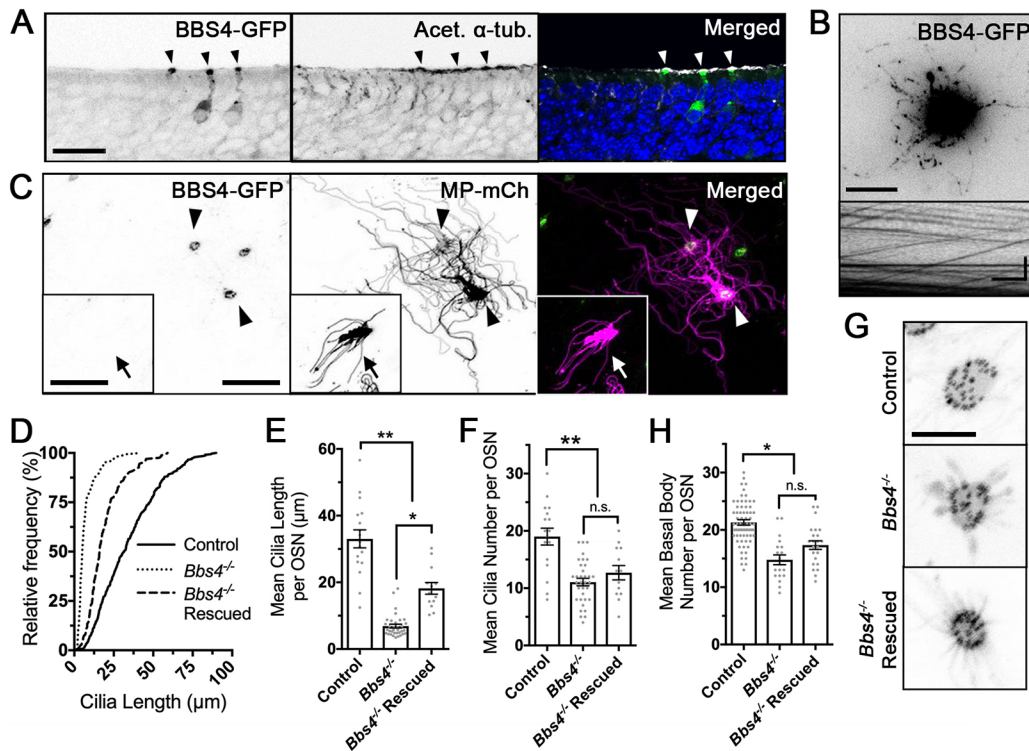 A
BBS4-GFP
Acet. α-tub.
Merged
B
BBS4-GFP
C
BBS4-GFP
MP-mCh
Merged
D
Relative frequency (%)
100
75
50
25
0
0
25
50
75
100
Cilia Length (µm)
Control
Bbs4-/-
Bbs4-/-
Rescued
E
Mean Cilia Length
per OSN (µm)
60
40
20
0
**
*
Control
Bbs4-/-
Bbs4-/- Rescued
F
Mean Cilia Number per OSN
30
20
10
0
**
n.s.
Control
Bbs4-/-
Bbs4-/- Rescued
H
Mean Basal Body
Number per OSN
30
20
10
0
*
n.s.
Control
Bbs4-/-
Bbs4-/- Rescued
G
Control
Bbs4-/-
Bbs4-/-
Rescued